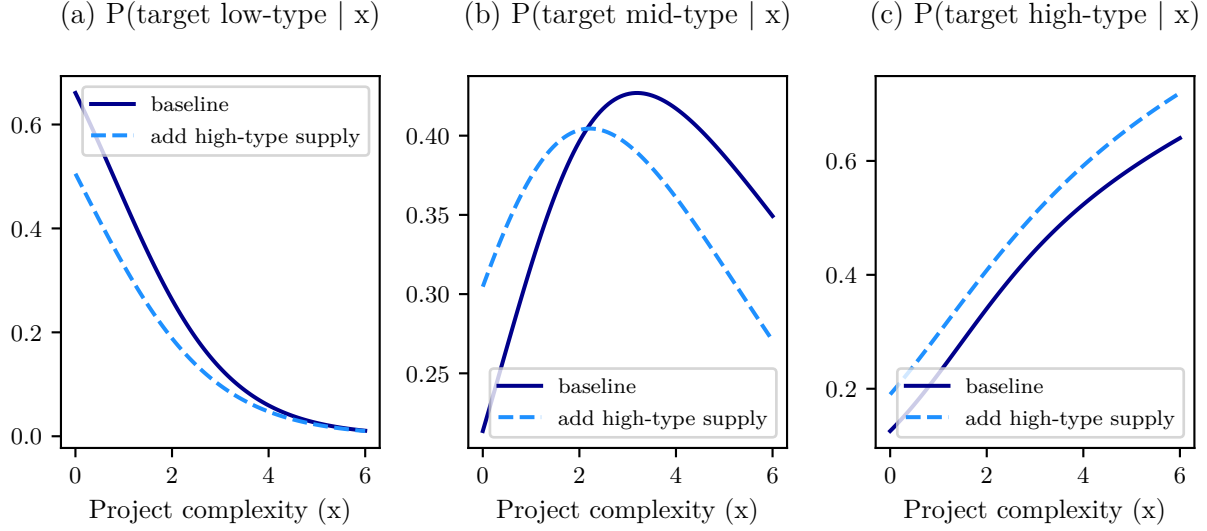 (a) P(target low-type | x)
0.6
0.4
0.2
0.0
baseline
add high-type supply
0 2 4 6
Project complexity (x)
(b) P(target mid-type | x)
0.40
0.35
0.30
0.25
baseline
add high-type supply
0 2 4 6
Project complexity (x)
(c) P(target high-type | x)
0.6
0.4
0.2
baseline
add high-type supply
0 2 4 6
Project complexity (x)